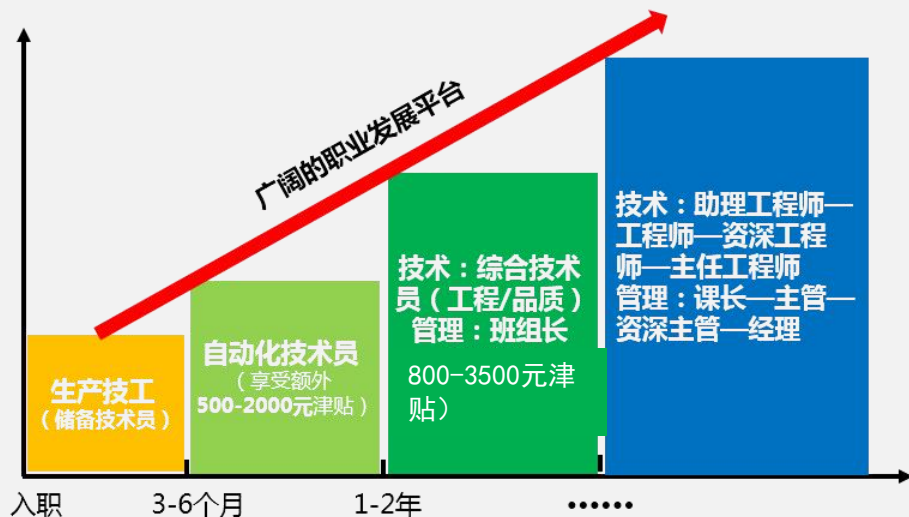 广阔的职业发展平台
生产技工
（储备技术员）
自动化技术员
（享受额外
500-2000元津贴）
技术：综合技术
员（工程/品质）
管理：班组长
800-3500元津
贴）
技术：助理工程师—
工程师—资深工程
师—主任工程师
管理：课长—主管—
资深主管—经理
入职
3-6个月
1-2年
••••••